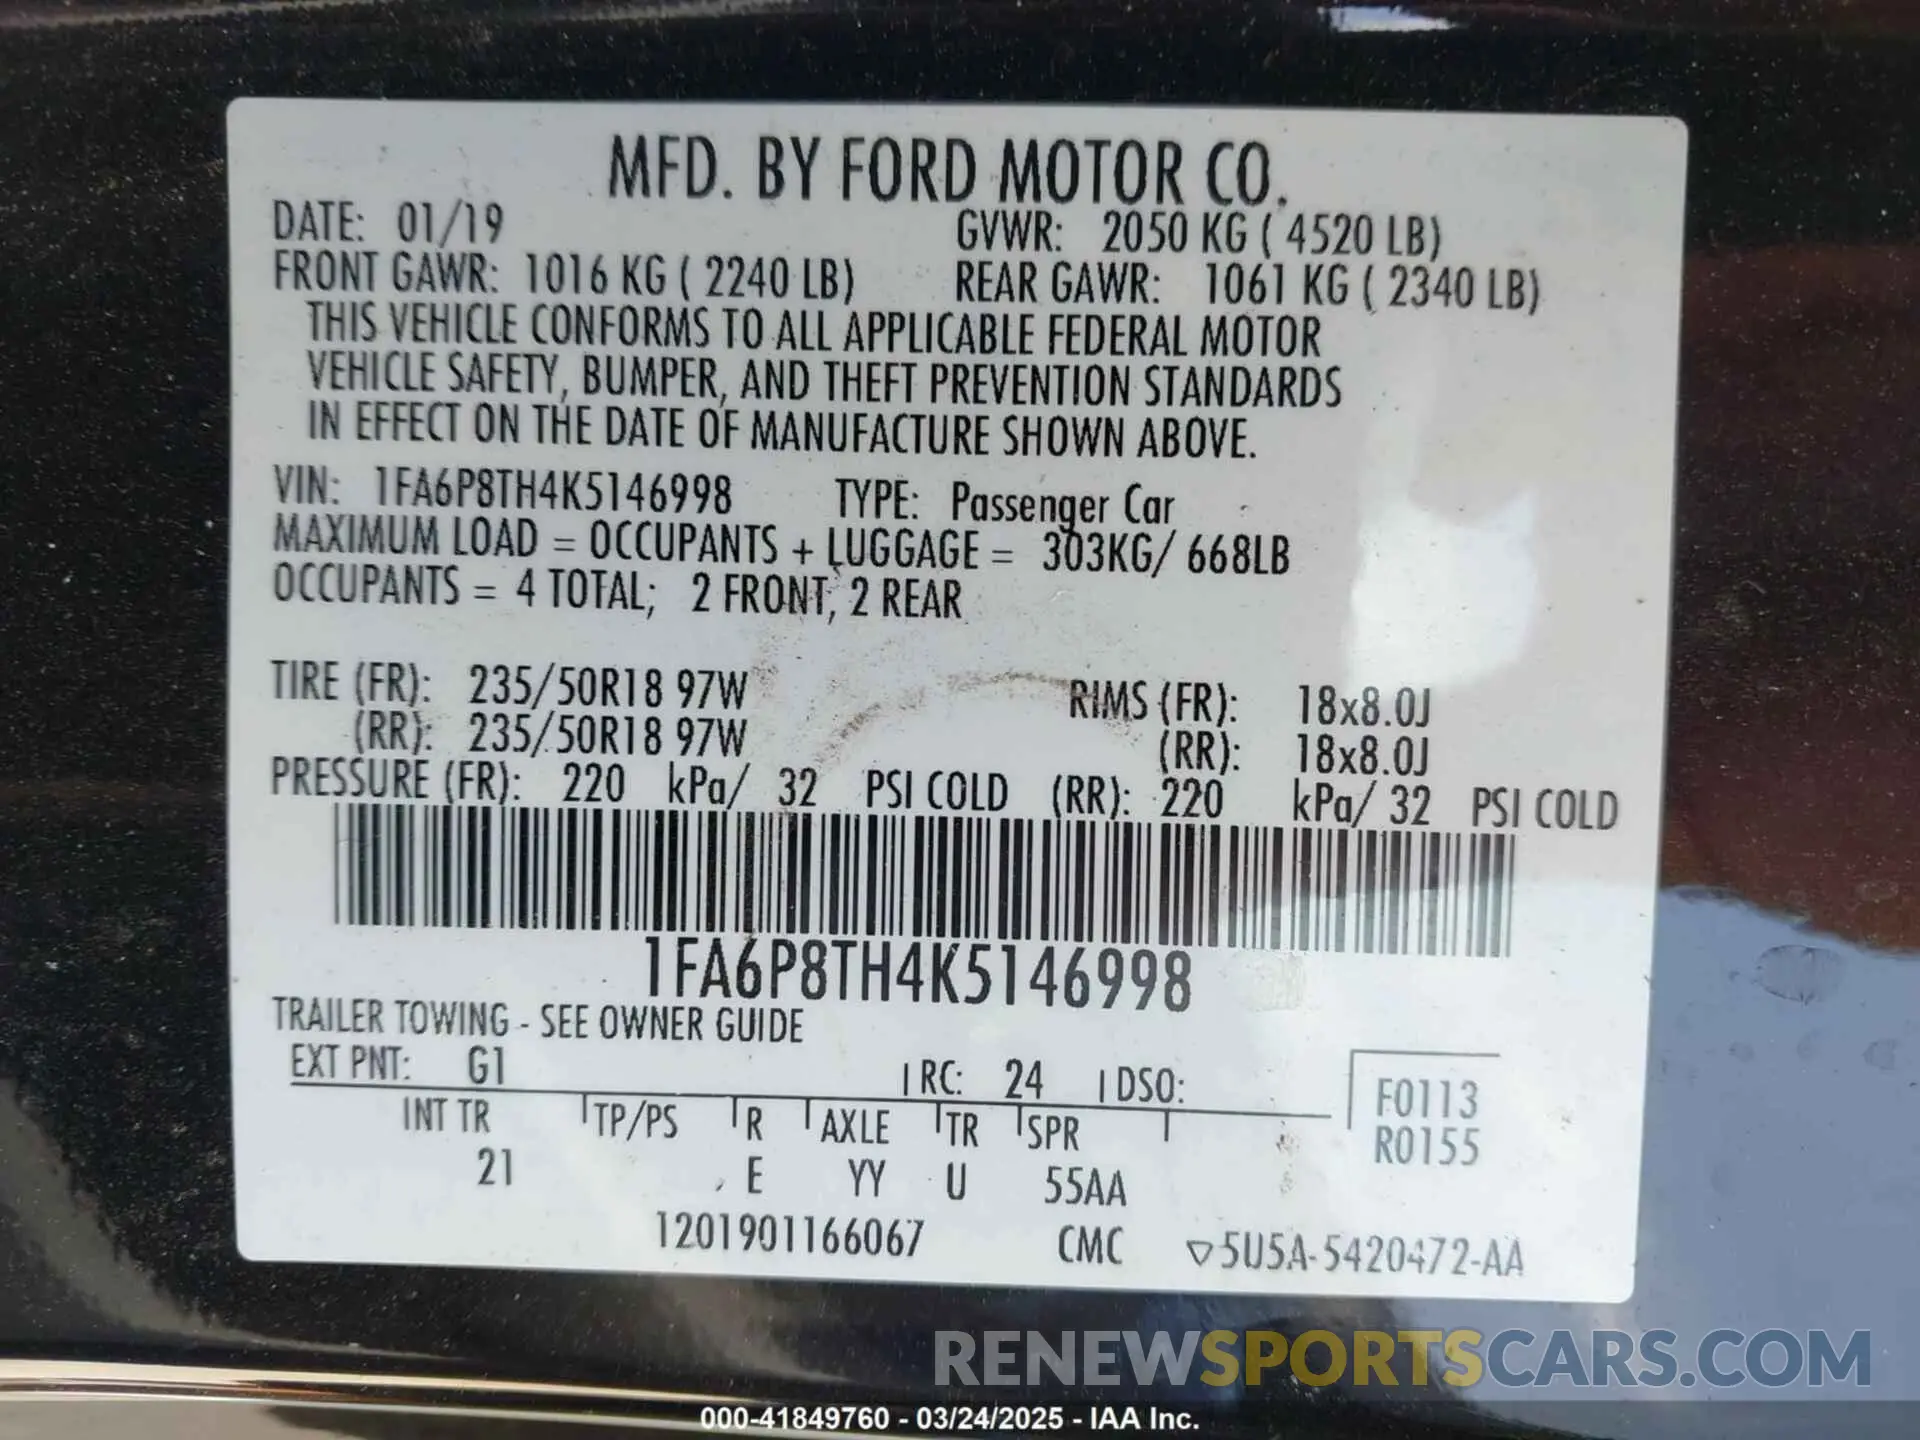 MFD. BY FORD MOTOR CO.
DATE: 01/19 GVWR: 2050 KG ( 4520 LB)
FRONT GAWR: 1016 KG ( 2240 LB) REAR GAWR: 1061 KG ( 2340 LB)
THIS VEHICLE CONFORMS TO ALL APPLICABLE FEDERAL MOTOR
VEHICLE SAFETY, BUMPER, AND THEFT PREVENTION STANDARDS
IN EFFECT ON THE DATE OF MANUFACTURE SHOWN ABOVE.
VIN: 1FA6P8TH4K5146998 TYPE: Passenger Car
MAXIMUM LOAD = OCCUPANTS + LUGGAGE = 303KG/ 668LB
OCCUPANTS = 4 TOTAL; 2 FRONT, 2 REAR
TIRE (FR): 235/50R18 97W RIMS (FR): 18x8.0J
(RR): 235/50R18 97W (RR): 18x8.0J
PRESSURE (FR): 220 kPa/ 32 PSI COLD (RR): 220 kPa/ 32 PSI COLD
1FA6P8TH4K5146998
TRAILER TOWING - SEE OWNER GUIDE
EXT PNT: G1 RC: 24 DSO: F0113
INT TR TP/PS R AXLE TR SPR R0155
21 E YY U 55AA
1201901166067 CMC ▽5U5A-5420472-AA
RENEWSPORTSCARS.COM
000-41849760 - 03/24/2025 - IAA Inc.